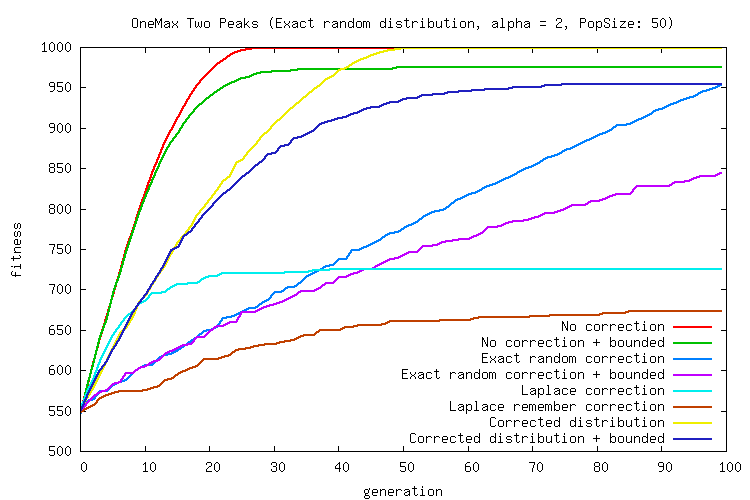 OneMax Two Peaks (Exact random distribution, alpha = 2, PopSize: 50)
1000
950
900
850
800
750
700
650
600
550
500
fitness
No correction
No correction + bounded
Exact random correction
Exact random correction + bounded
Laplace correction
Laplace remember correction
Corrected distribution
Corrected distribution + bounded
0 10 20 30 40 50 60 70 80 90 100
generation